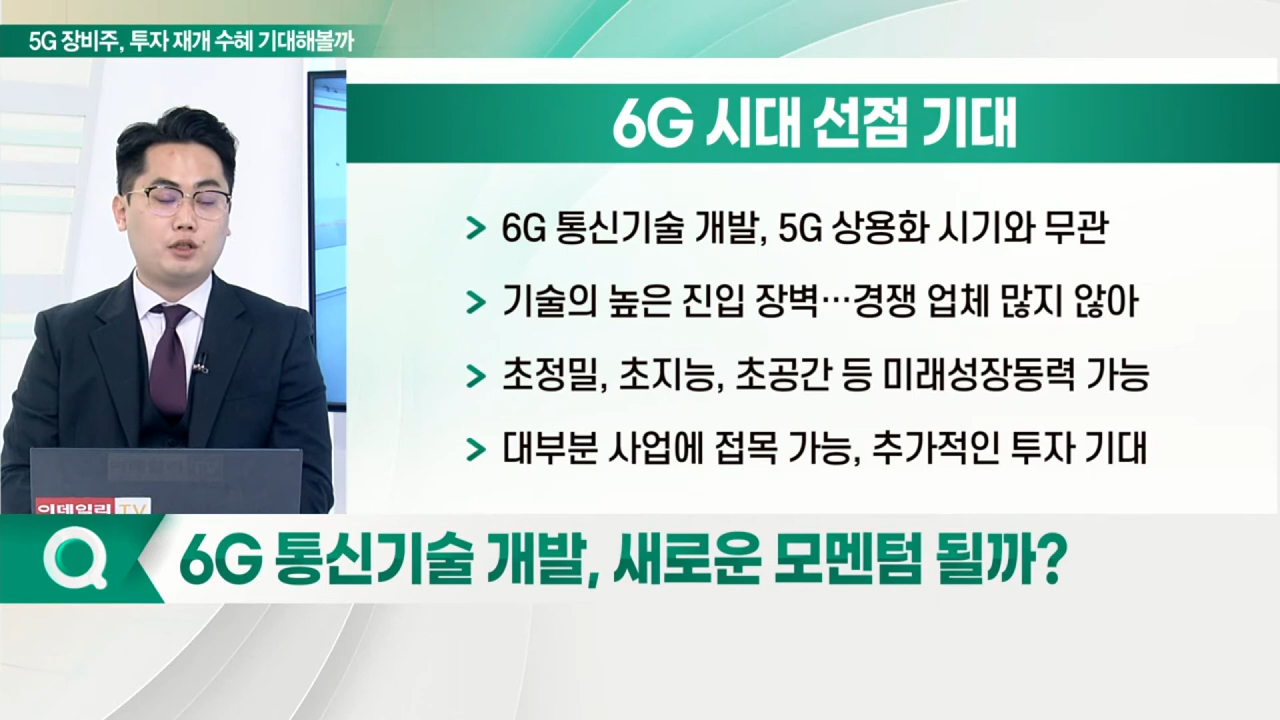 5G 장비주, 투자 재개 수혜 기대해볼까
6G 시대 선점 기대
> 6G 통신기술 개발, 5G 상용화 시기와 무관
> 기술의 높은 진입 장벽…경쟁 업체 많지 않아
> 초정밀, 초지능, 초공간 등 미래성장동력 가능
> 대부분 사업에 접목 가능, 추가적인 투자 기대
이데일리 TV
Q 6G 통신기술 개발, 새로운 모멘텀 될까?